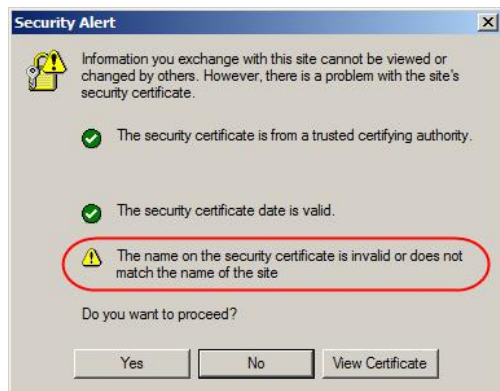 Security Alert
Information you exchange with this site cannot be viewed or
changed by others. However, there is a problem with the site's
security certificate.
The security certificate is from a trusted certifying authority.
The security certificate date is valid.
The name on the security certificate is invalid or does not
match the name of the site
Do you want to proceed?
Yes No View Certificate